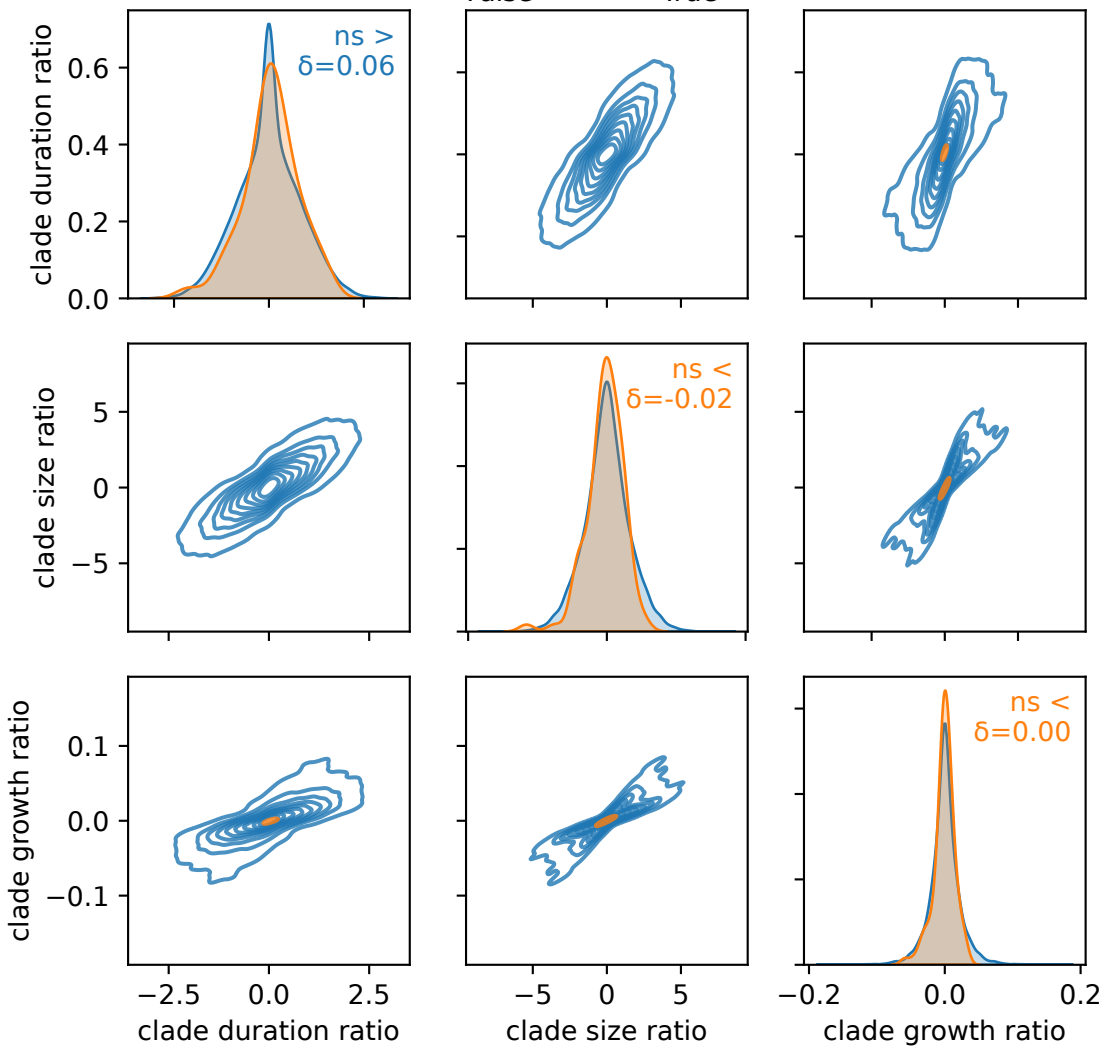 False True
ns >
δ=0.06
clade duration ratio
0.6
0.4
0.2
0.0
ns <
δ=-0.02
clade size ratio
5
0
−5
ns <
δ=0.00
clade growth ratio
0.1
0.0
−0.1
−2.5 0.0 2.5 −5 0 5 −0.2 0.0 0.2
clade duration ratio clade size ratio clade growth ratio